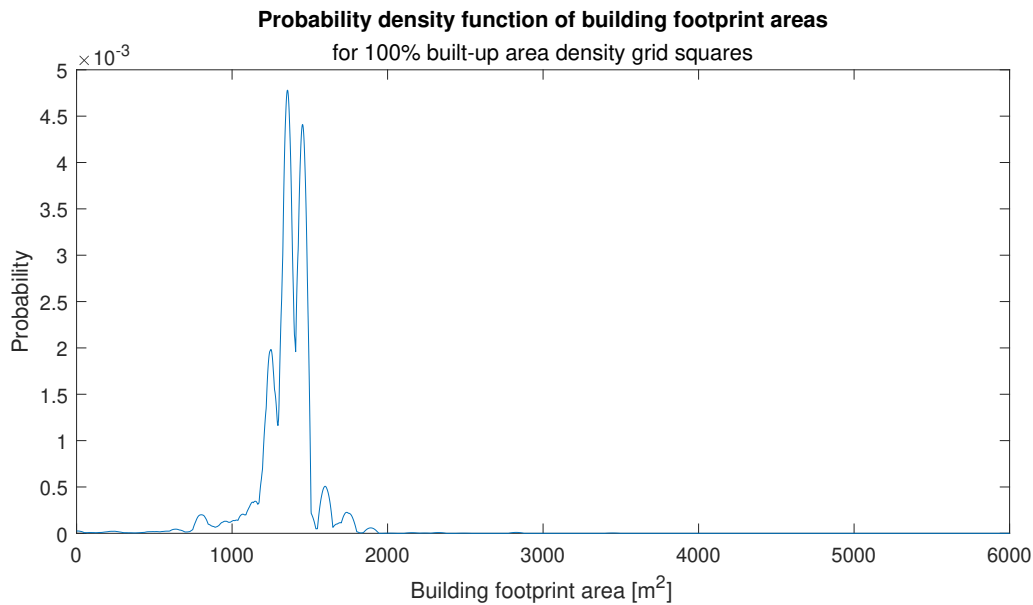 Probability density function of building footprint areas
for 100% built-up area density grid squares
×10⁻³
5
4.5
4
3.5
3
2.5
2
1.5
1
0.5
0
Probability
0 1000 2000 3000 4000 5000 6000
Building footprint area [m²]